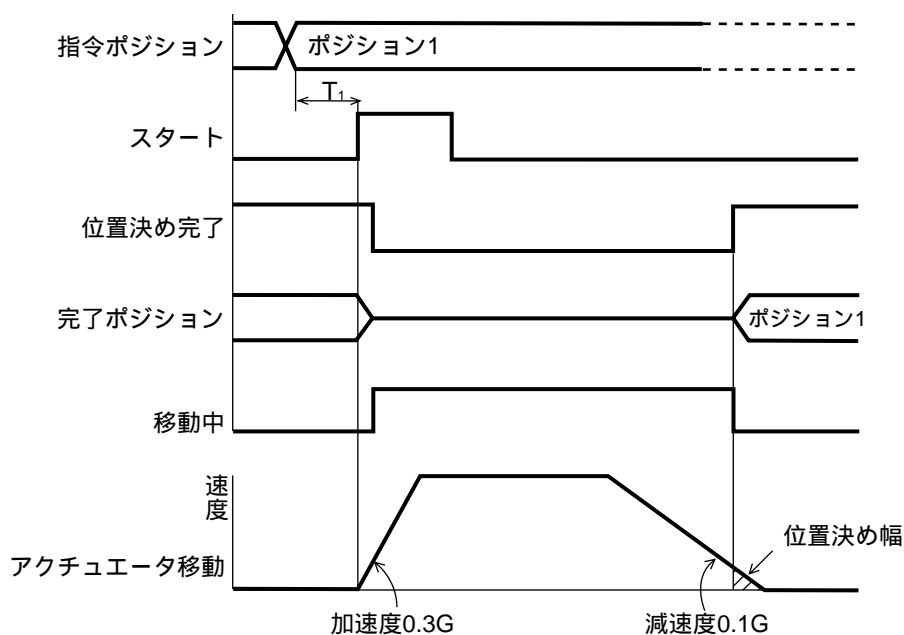 指令ポジション
ポジション1
T₁
スタート
位置決め完了
完了ポジション
ポジション1
移動中
速度
アクチュエータ移動
位置決め幅
加速度0.3G
減速度0.1G